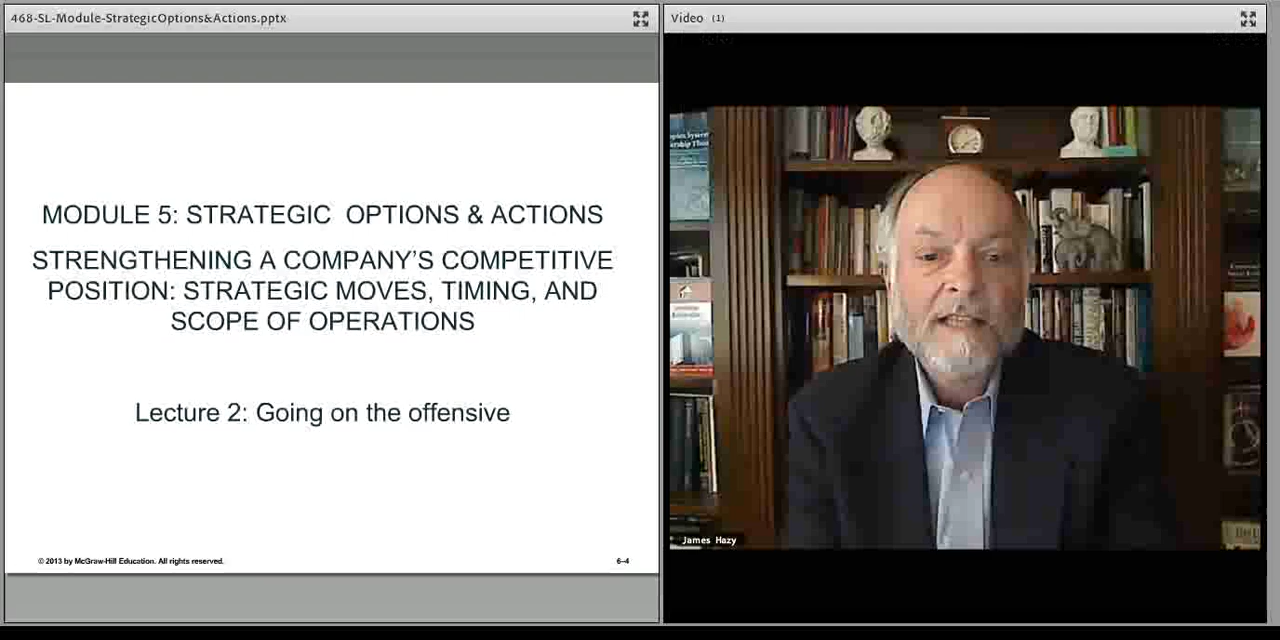 468-SL-Module-StrategicOptions&Actions.pptx
Video (1)
MODULE 5: STRATEGIC OPTIONS & ACTIONS
STRENGTHENING A COMPANY'S COMPETITIVE
POSITION: STRATEGIC MOVES, TIMING, AND
SCOPE OF OPERATIONS
Lecture 2: Going on the offensive
© 2013 by McGraw-Hill Education. All rights reserved.
6–4
James Hazy